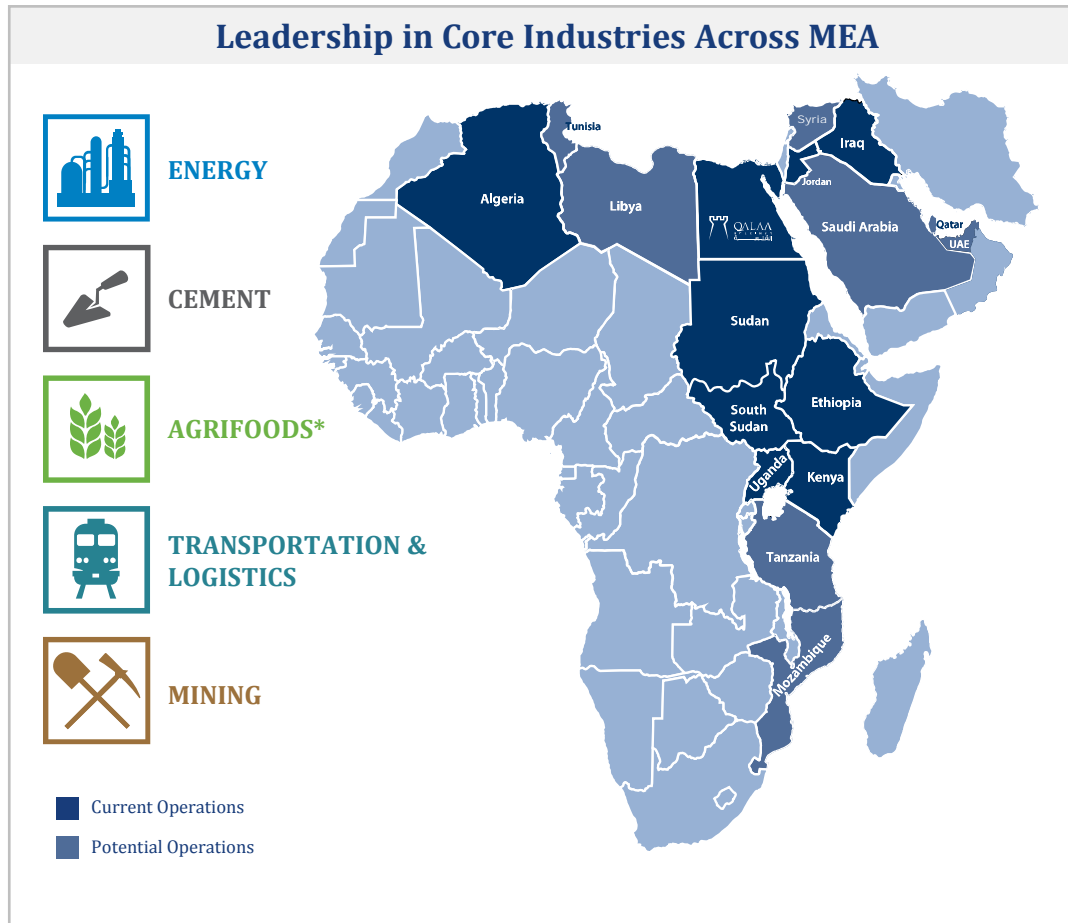 Leadership in Core Industries Across MEA
ENERGY
CEMENT
AGRIFOODS*
TRANSPORTATION &
LOGISTICS
MINING
Current Operations
Potential Operations
Tunisia
Algeria
Libya
QALAA
Syria
Iraq
Jordan
Saudi Arabia
Qatar
UAE
Sudan
South
Sudan
Ethiopia
Uganda
Kenya
Tanzania
Mozambique